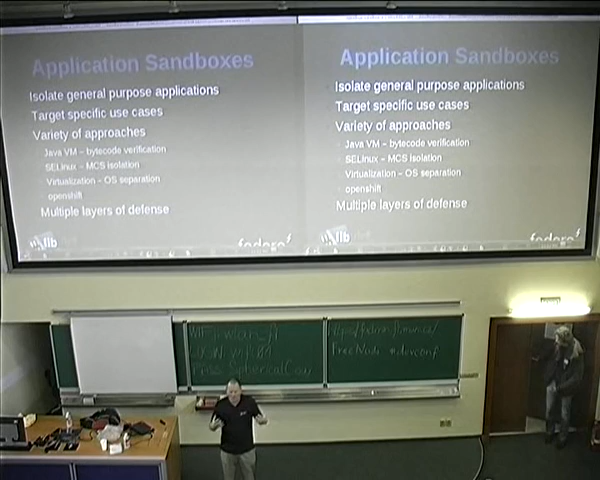 Application Sandboxes
Isolate general purpose applications
Target specific use cases
Variety of approaches
Java VM – bytecode verification
SELinux – MCS isolation
Virtualization – OS separation
openshift
Multiple layers of defense
lib
fedora
Application Sandboxes
Isolate general purpose applications
Target specific use cases
Variety of approaches
Java VM – bytecode verification
SELinux – MCS isolation
Virtualization – OS separation
openshift
Multiple layers of defense
lib
fedora
FreeNode #devconf